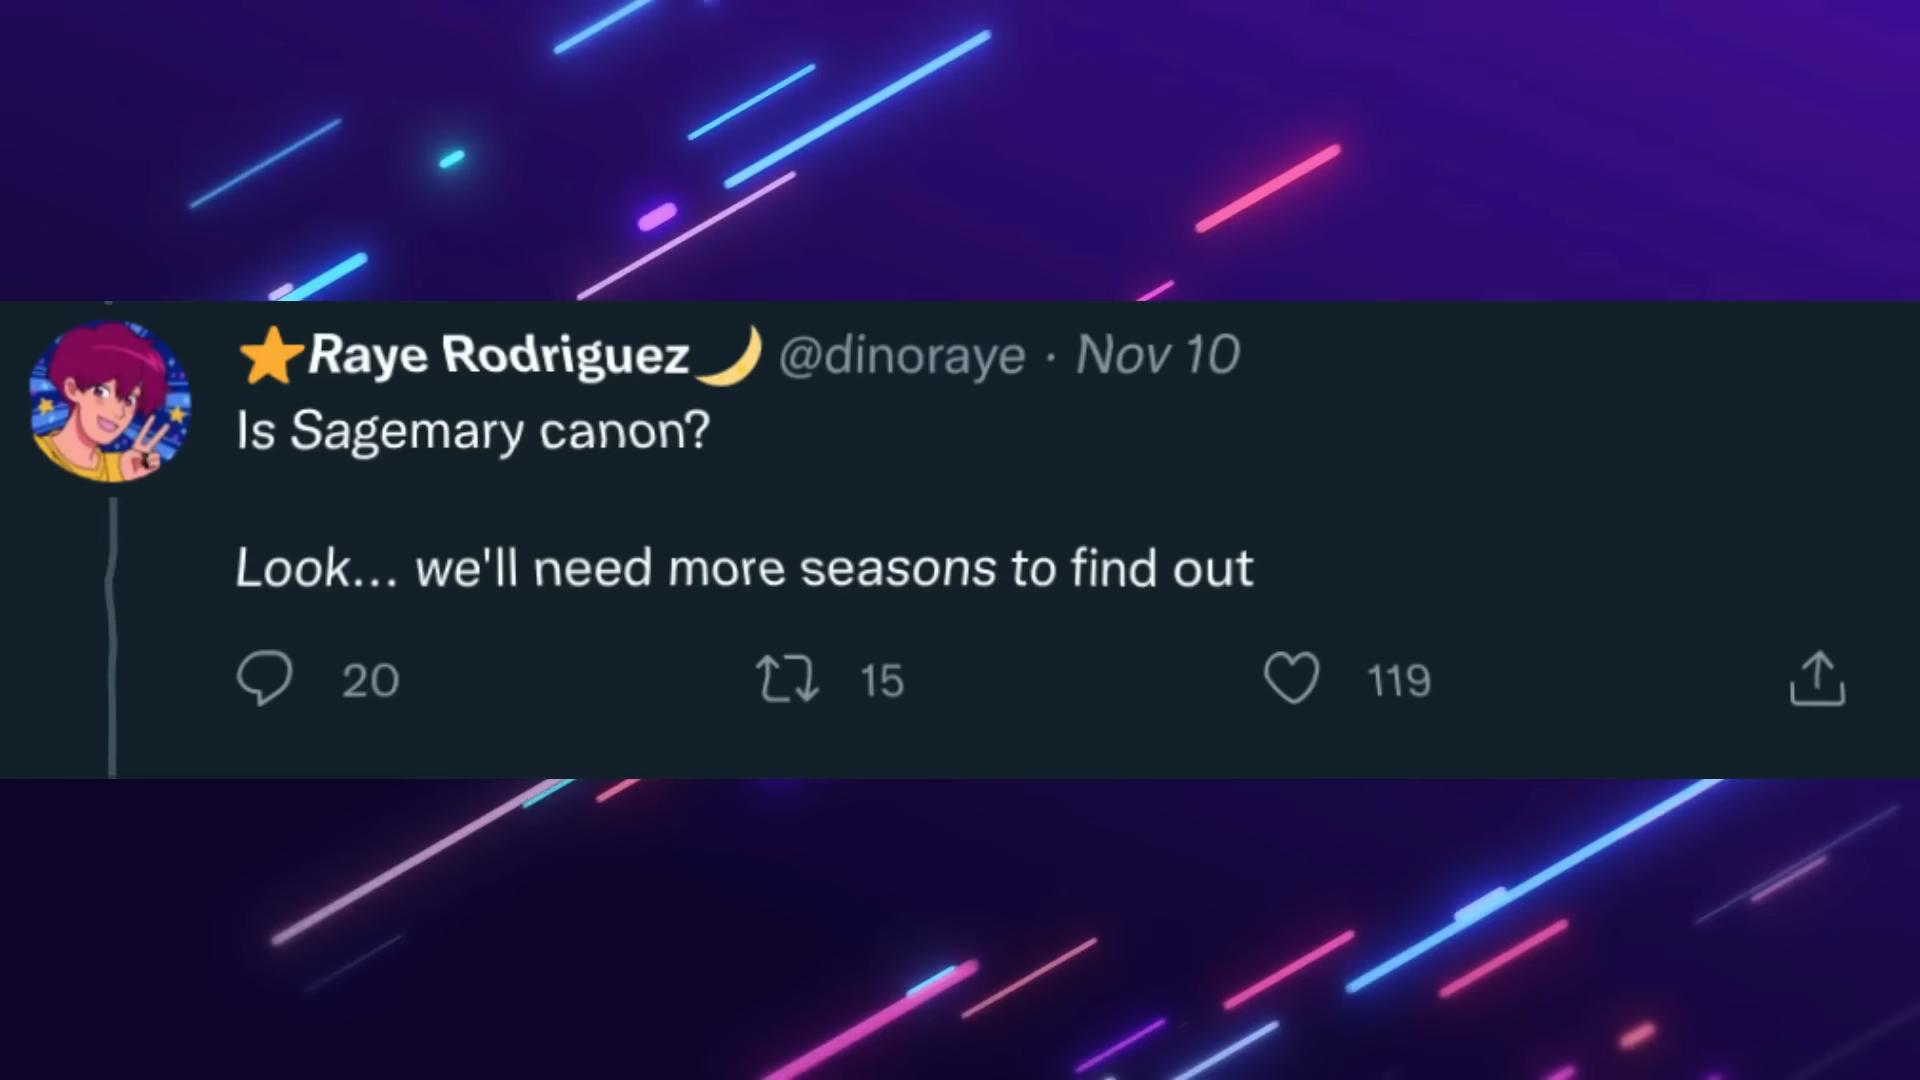 ⭐Raye Rodriguez🌙 @dinoraye · Nov 10
Is Sagemary canon?
Look... we'll need more seasons to find out
20 15 119